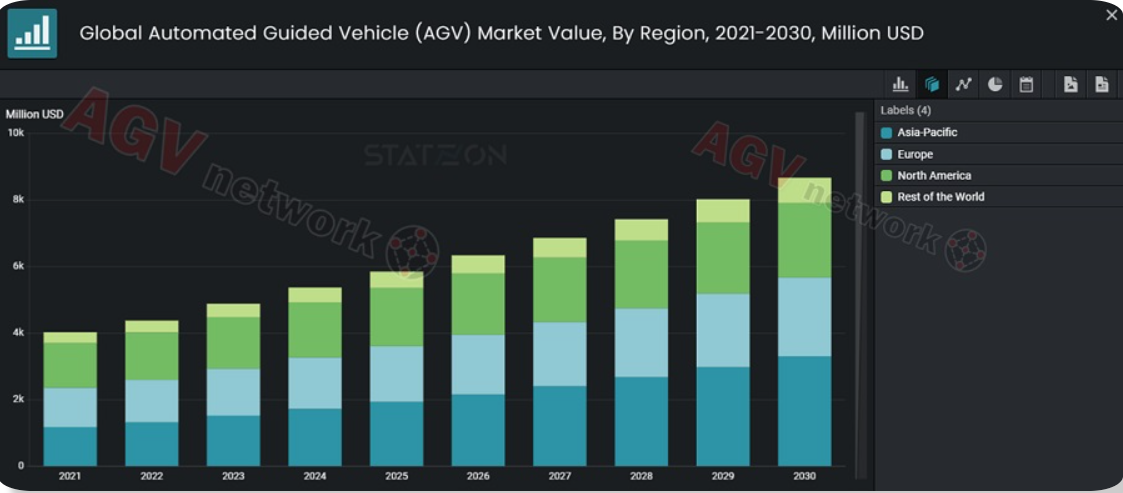 Global Automated Guided Vehicle (AGV) Market Value, By Region, 2021-2030, Million USD
Million USD
10k
8k
6k
4k
2k
0
2021 2022 2023 2024 2025 2026 2027 2028 2029 2030
Labels (4)
Asia-Pacific
Europe
North America
Rest of the World
STATZON
AGV network
AGV network